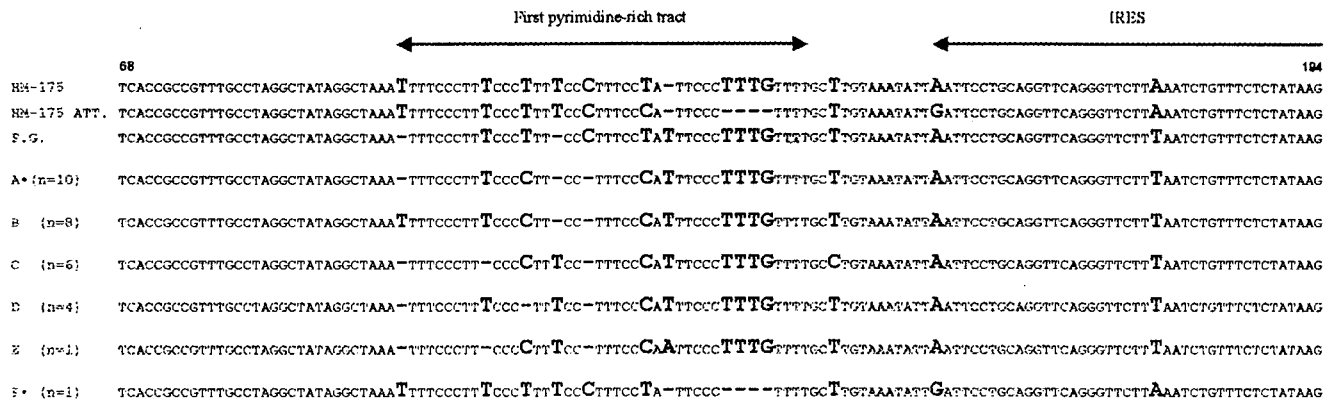 First pyrimidine-rich tract IRES
68 194
HM-175 TCACCGCCGTTTGCCTAGGCTATAGGCTAAATTTTCCCTTTCCCTTTTCCCTTTCCTA-TTCCCTTTGTTTTGCTTGTAAATATTAATTCCTGCAGGTTCAGGGTTCTTAAATCTGTTTCTCTATAAG
HM-175 ATT. TCACCGCCGTTTGCCTAGGCTATAGGCTAAATTTTCCCTTTCCCTTTTCCCTTTCCCA-TTCCC----TTTTGCTTGTAAATATTGATTCCTGCAGGTTCAGGGTTCTTAAATCTGTTTCTCTATAAG
F.G. TCACCGCCGTTTGCCTAGGCTATAGGCTAAA-TTTCCCTTTCCCTTT-CCCTTTCCTATTTCCCTTTGTTTTGCTTGTAAATATTAATTCCTGCAGGTTCAGGGTTCTTTAATCTGTTTCTCTATAAG
A•(n=10) TCACCGCCGTTTGCCTAGGCTATAGGCTAAA-TTTCCCTTTCCCCTT-CC-TTTCCCATTTCCCTTTGTTTTGCTTGTAAATATTAATTCCTGCAGGTTCAGGGTTCTTTAATCTGTTTCTCTATAAG
B (n=8) TCACCGCCGTTTGCCTAGGCTATAGGCTAAATTTTCCCTTTCCCCTT-CC-TTTCCCATTTCCCTTTGTTTTGCTTGTAAATATTAATTCCTGCAGGTTCAGGGTTCTTTAATCTGTTTCTCTATAAG
C (n=6) TCACCGCCGTTTGCCTAGGCTATAGGCTAAA-TTTCCCTT-CCCCTTTCC-TTTCCCATTTCCCTTTGTTTTGCCTGTAAATATTAATTCCTGCAGGTTCAGGGTTCTTTAATCTGTTTCTCTATAAG
D (n=4) TCACCGCCGTTTGCCTAGGCTATAGGCTAAA-TTTCCCTTTCCC-TTTCC-TTTCCCATTTCCCTTTGTTTTGCTTGTAAATATTAATTCCTGCAGGTTCAGGGTTCTTTAATCTGTTTCTCTATAAG
E (n=1) TCACCGCCGTTTGCCTAGGCTATAGGCTAAA-TTTCCCTT-CCCCTTTCC-TTTCCCAATTCCCTTTGTTTTGCTTGTAAATATTAATTCCTGCAGGTTCAGGGTTCTTTAATCTGTTTCTCTATAAG
F• (n=1) TCACCGCCGTTTGCCTAGGCTATAGGCTAAATTTTCCCTTTCCCTTTTCCCTTTCCTA-TTCCC----TTTTGCTTGTAAATATTGATTCCTGCAGGTTCAGGGTTCTTAAATCTGTTTCTCTATAAG